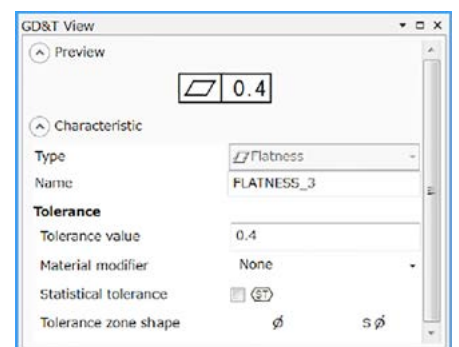 GD&T View
Preview
0.4
Characteristic
Type Flatness
Name FLATNESS_3
Tolerance
Tolerance value 0.4
Material modifier None
Statistical tolerance ST
Tolerance zone shape ø Sø